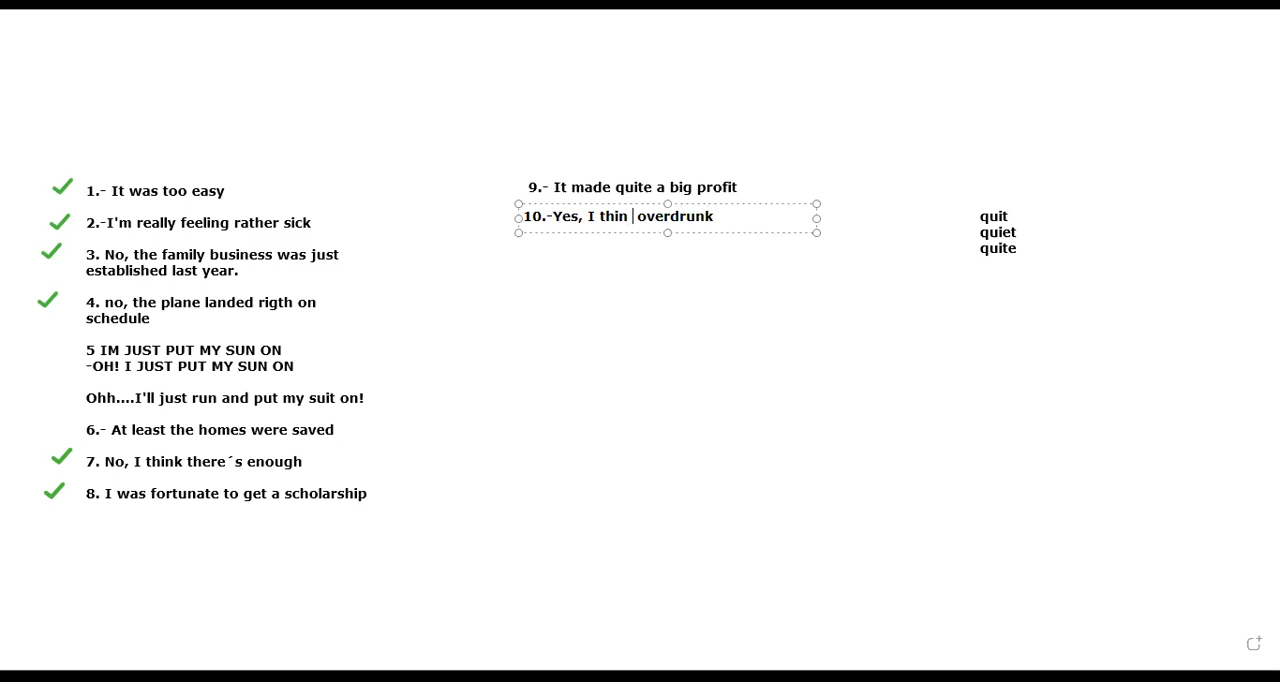 1.- It was too easy
2.-I'm really feeling rather sick
3. No, the family business was just
established last year.
4. no, the plane landed rigth on
schedule
5 IM JUST PUT MY SUN ON
-OH! I JUST PUT MY SUN ON
Ohh....I'll just run and put my suit on!
6.- At least the homes were saved
7. No, I think there´s enough
8. I was fortunate to get a scholarship
9.- It made quite a big profit
10.-Yes, I thin overdrunk
quit
quiet
quite